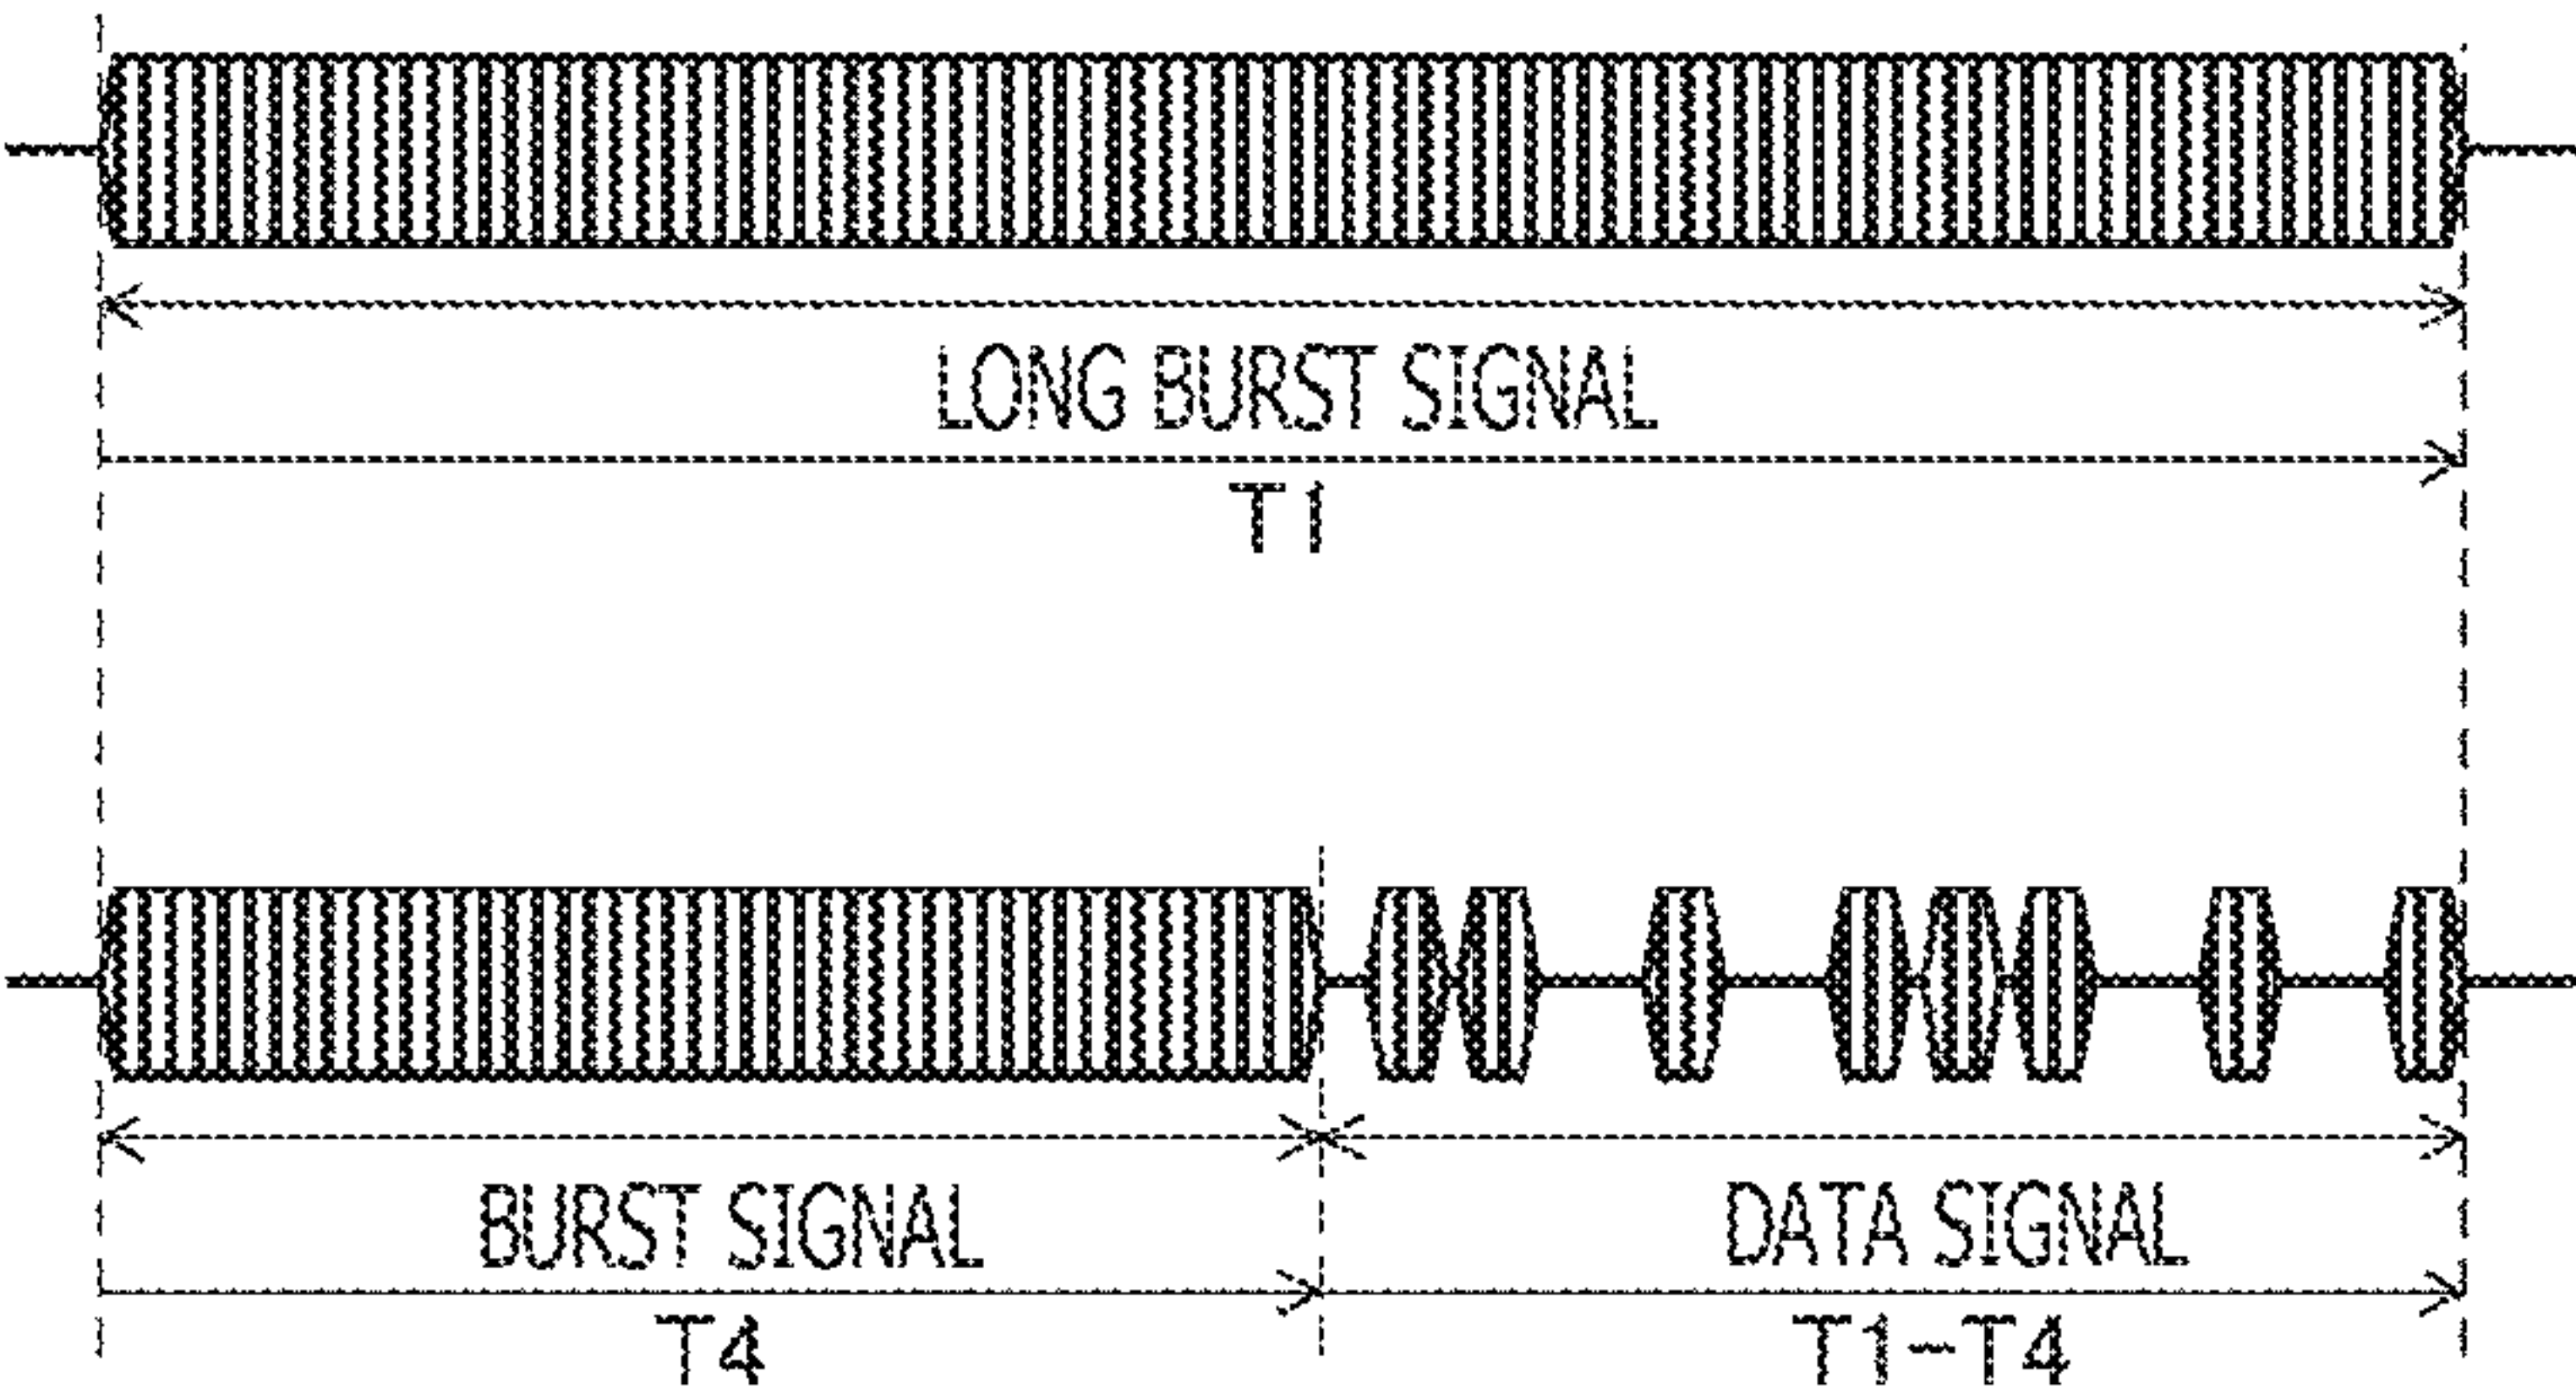 LONG BURST SIGNAL
T1
BURST SIGNAL
DATA SIGNAL
T4
T1-T4